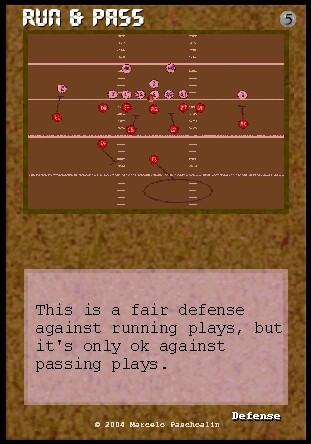 RUN & PASS
5
This is a fair defense
against running plays, but
it's only ok against
passing plays.
Defense
© 2004 Marcelo Paschoalin